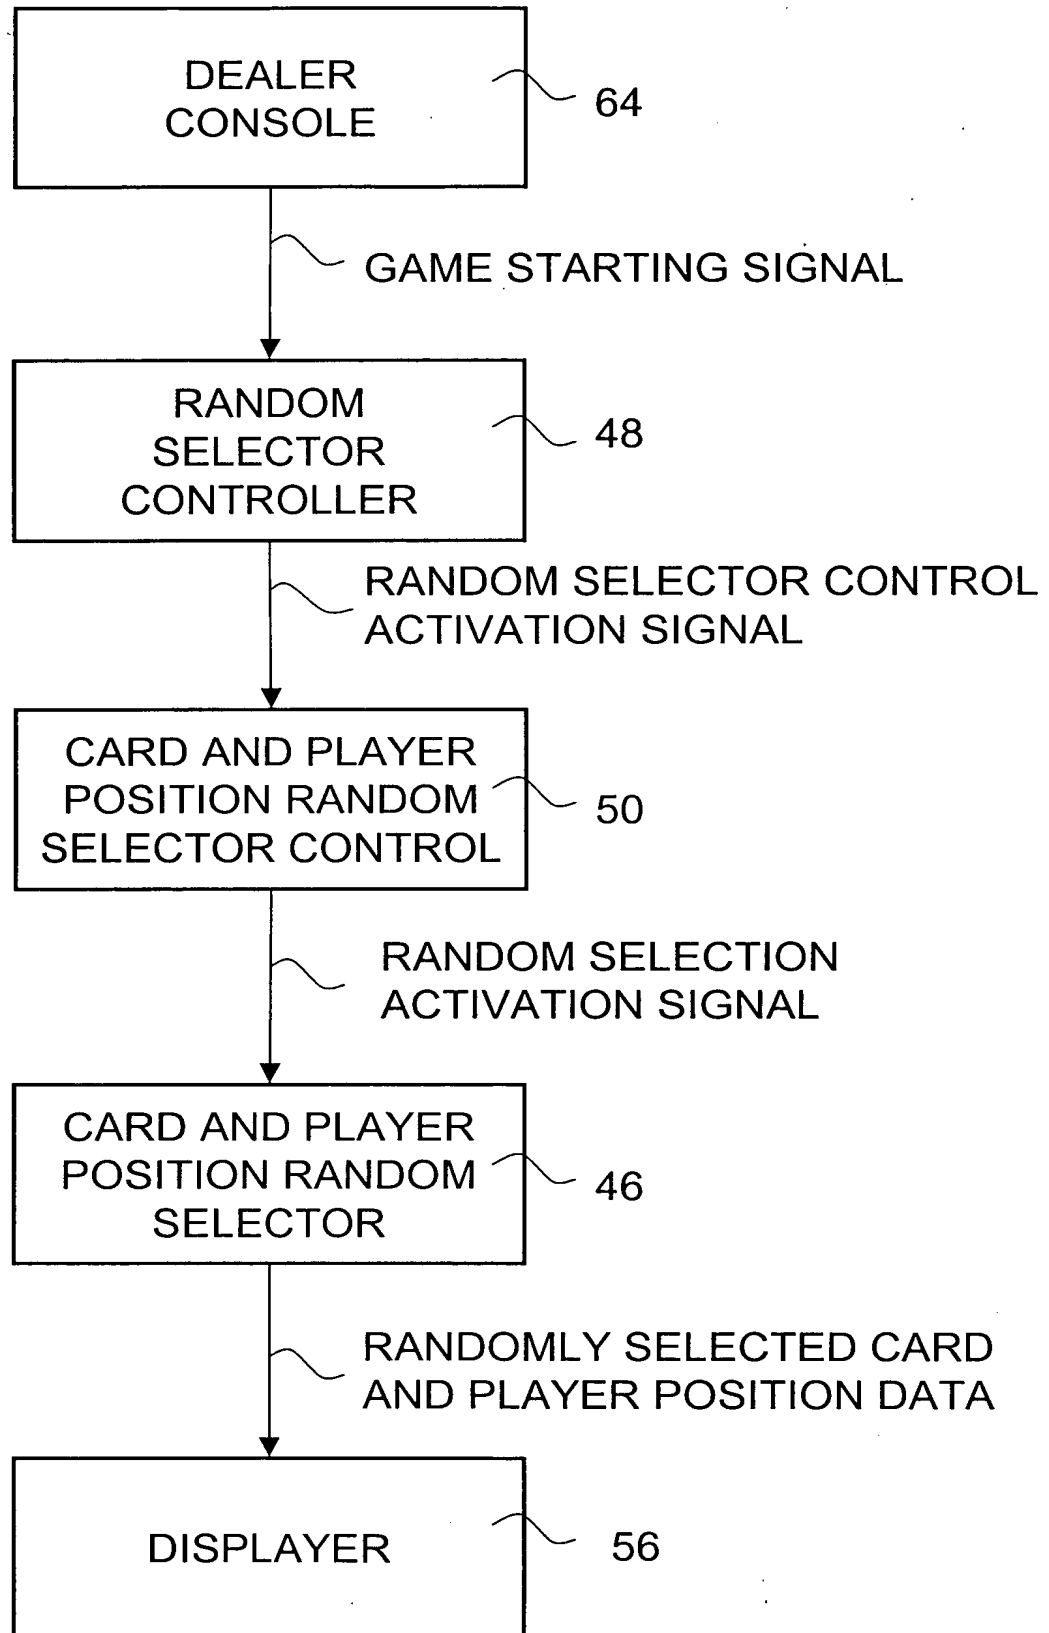 DEALER
CONSOLE
64
GAME STARTING SIGNAL
RANDOM
SELECTOR
CONTROLLER
48
RANDOM SELECTOR CONTROL
ACTIVATION SIGNAL
CARD AND PLAYER
POSITION RANDOM
SELECTOR CONTROL
50
RANDOM SELECTION
ACTIVATION SIGNAL
CARD AND PLAYER
POSITION RANDOM
SELECTOR
46
RANDOMLY SELECTED CARD
AND PLAYER POSITION DATA
DISPLAYER
56